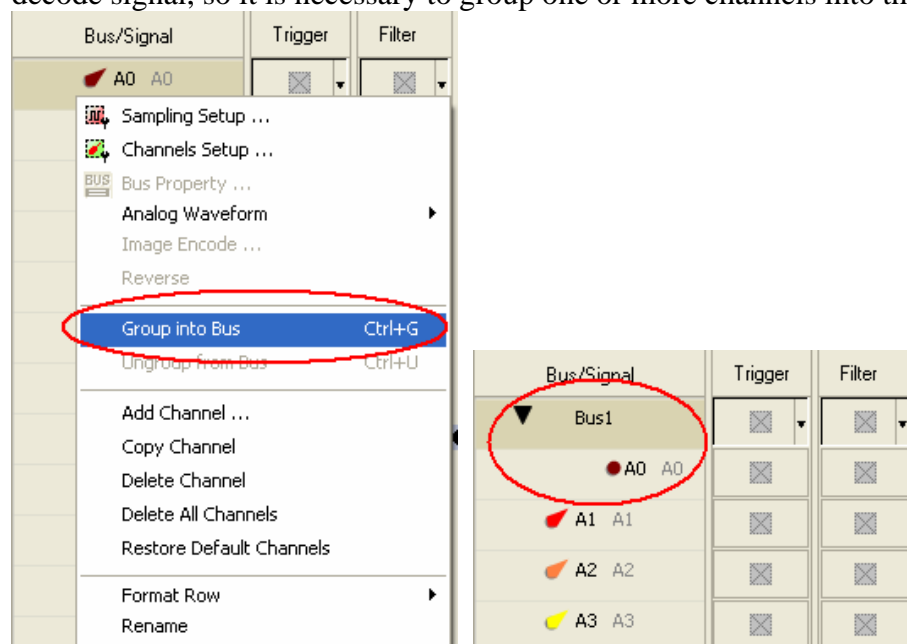 decode signal, so it is necessary to group one or more channels into th
Bus/Signal Trigger Filter
A0 A0
Sampling Setup ...
Channels Setup ...
BUS Bus Property ...
Analog Waveform
Image Encode ...
Reverse
Group into Bus Ctrl+G
Ungroup from Bus Ctrl+U
Add Channel ...
Copy Channel
Delete Channel
Delete All Channels
Restore Default Channels
Format Row
Rename
Bus/Signal Trigger Filter
Bus1
A0 A0
A1 A1
A2 A2
A3 A3